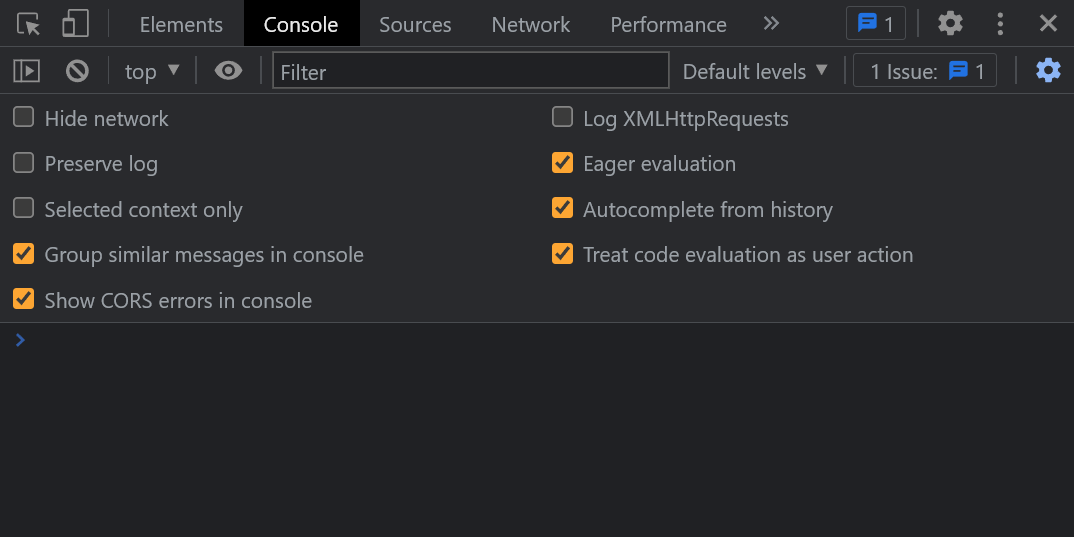 Elements Console Sources Network Performance 1
top Filter Default levels 1 Issue: 1
Hide network Log XMLHttpRequests
Preserve log Eager evaluation
Selected context only Autocomplete from history
Group similar messages in console Treat code evaluation as user action
Show CORS errors in console